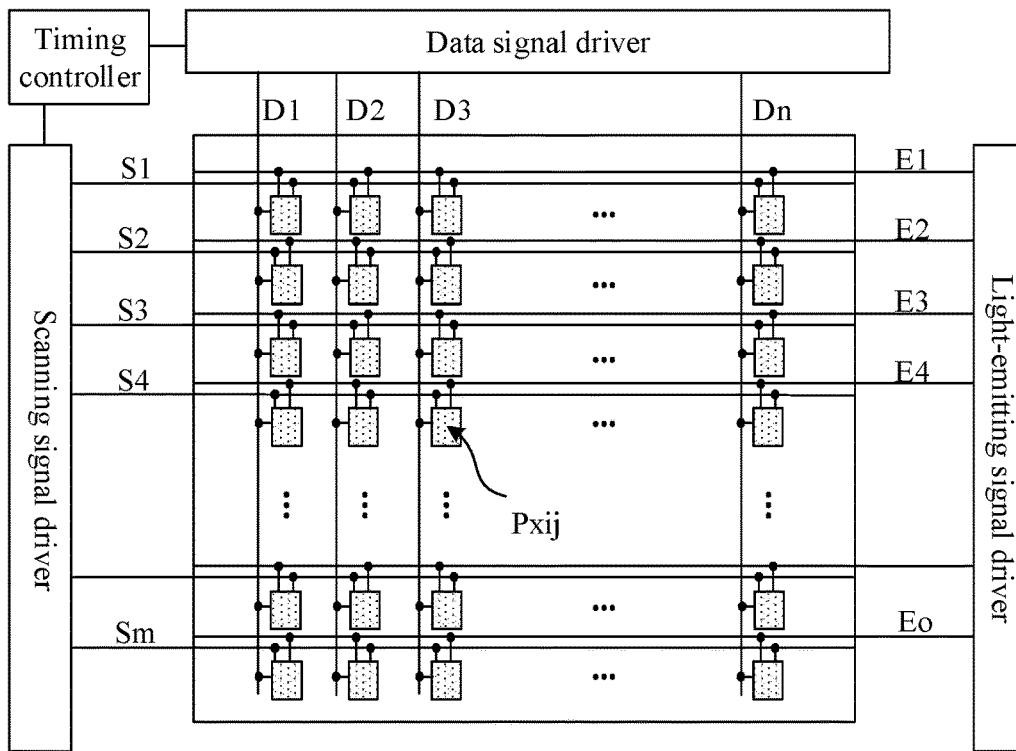 Timing
controller
Data signal driver
D1 D2 D3 Dn
S1 E1
S2 E2
S3 E3
S4 E4
Scanning signal driver
Light-emitting signal driver
... 
Pxij
Sm Eo